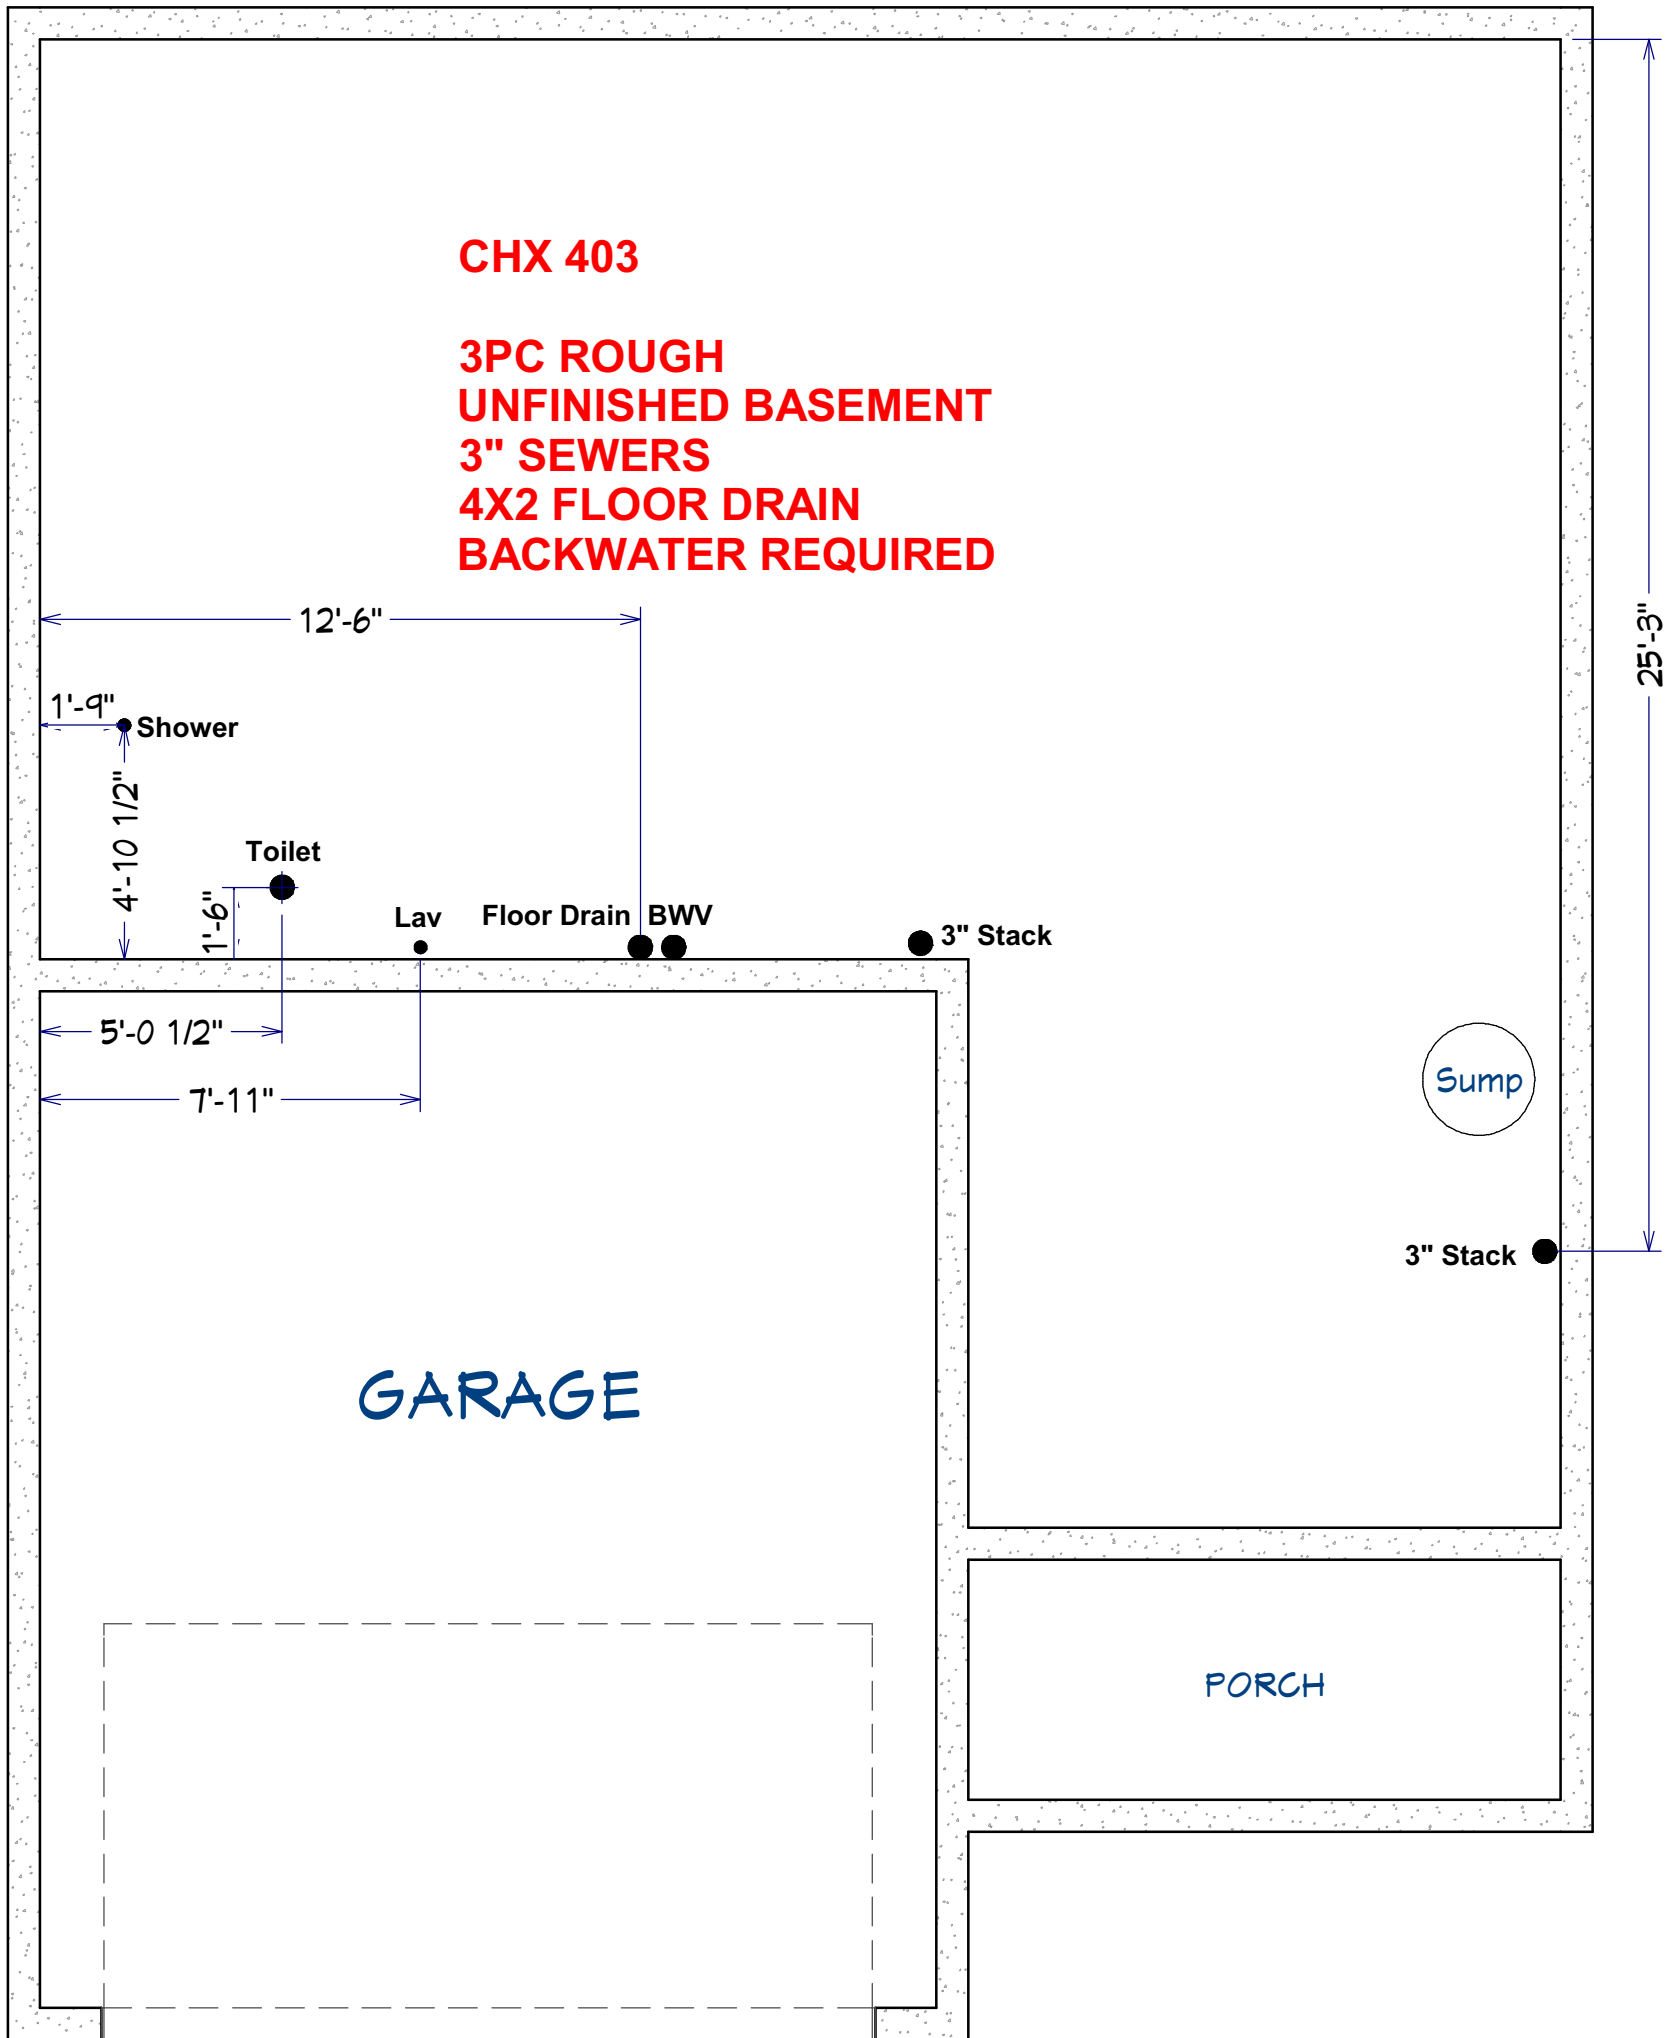 CHX 403
3PC ROUGH
UNFINISHED BASEMENT
3" SEWERS
4X2 FLOOR DRAIN
BACKWATER REQUIRED
12'-6"
25'-3"
1'-9"
Shower
4'-10 1/2"
Toilet
1'-6"
Lav
Floor Drain
BWV
3" Stack
5'-0 1/2"
7'-11"
Sump
3" Stack
GARAGE
PORCH